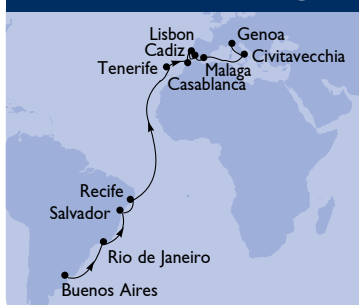 Lisbon
Genoa
Cadiz
Civitavecchia
Tenerife
Malaga
Casablanca
Recife
Salvador
Rio de Janeiro
Buenos Aires